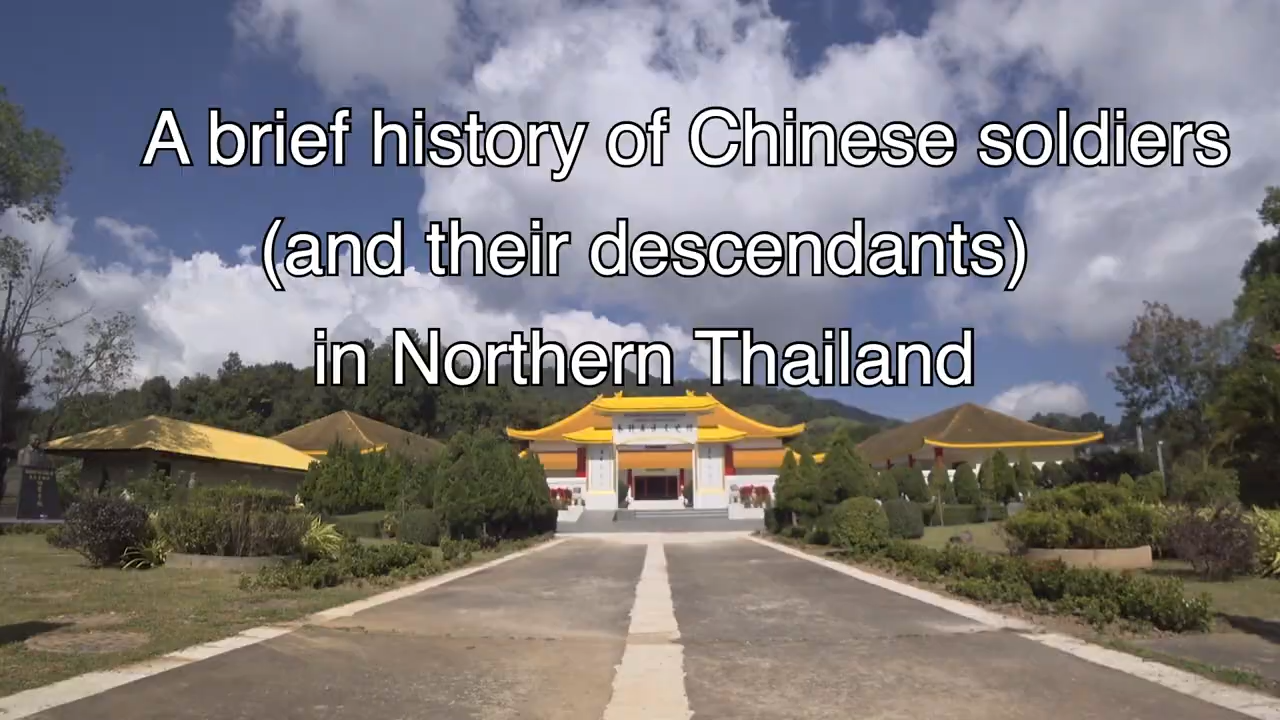 A brief history of Chinese soldiers
(and their descendants)
in Northern Thailand